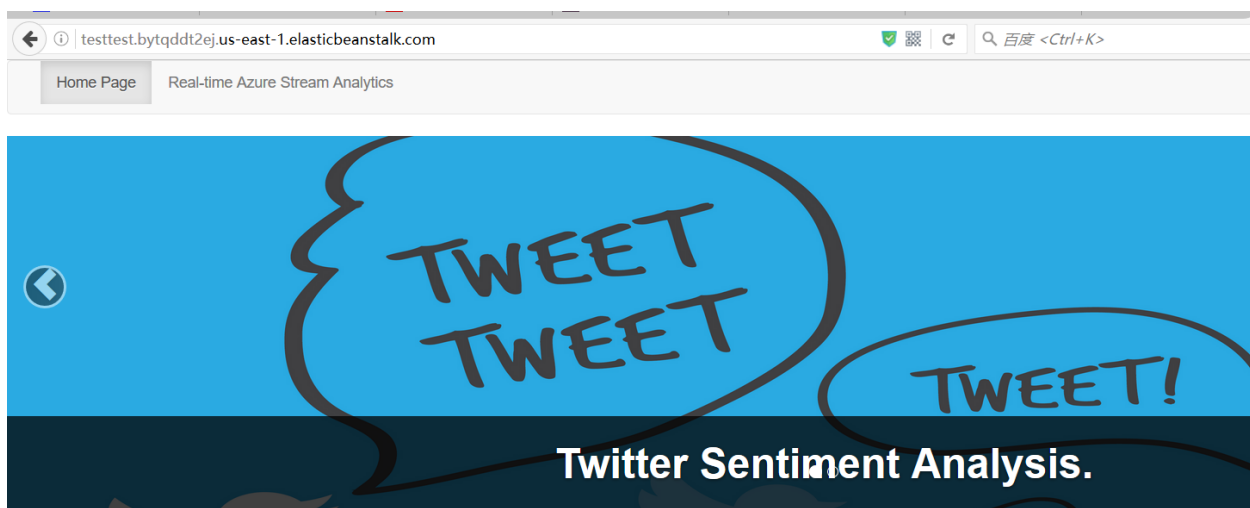 testtest.bytqddt2ej.us-east-1.elasticbeanstalk.com
百度 <Ctrl+K>
Home Page Real-time Azure Stream Analytics
TWEET
TWEET
TWEET!
Twitter Sentiment Analysis.